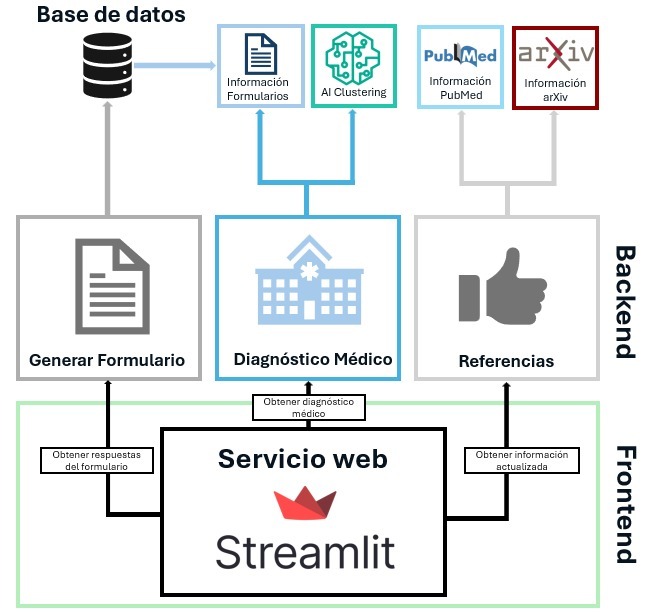 Base de datos
Información
Formularios
AI Clustering
PubMed
Información
PubMed
arXiv
Información
arXiv
Generar Formulario
Diagnóstico Médico
Referencias
Backend
Obtener diagnóstico
médico
Obtener respuestas
del formulario
Obtener información
actualizada
Servicio web
Streamlit
Frontend